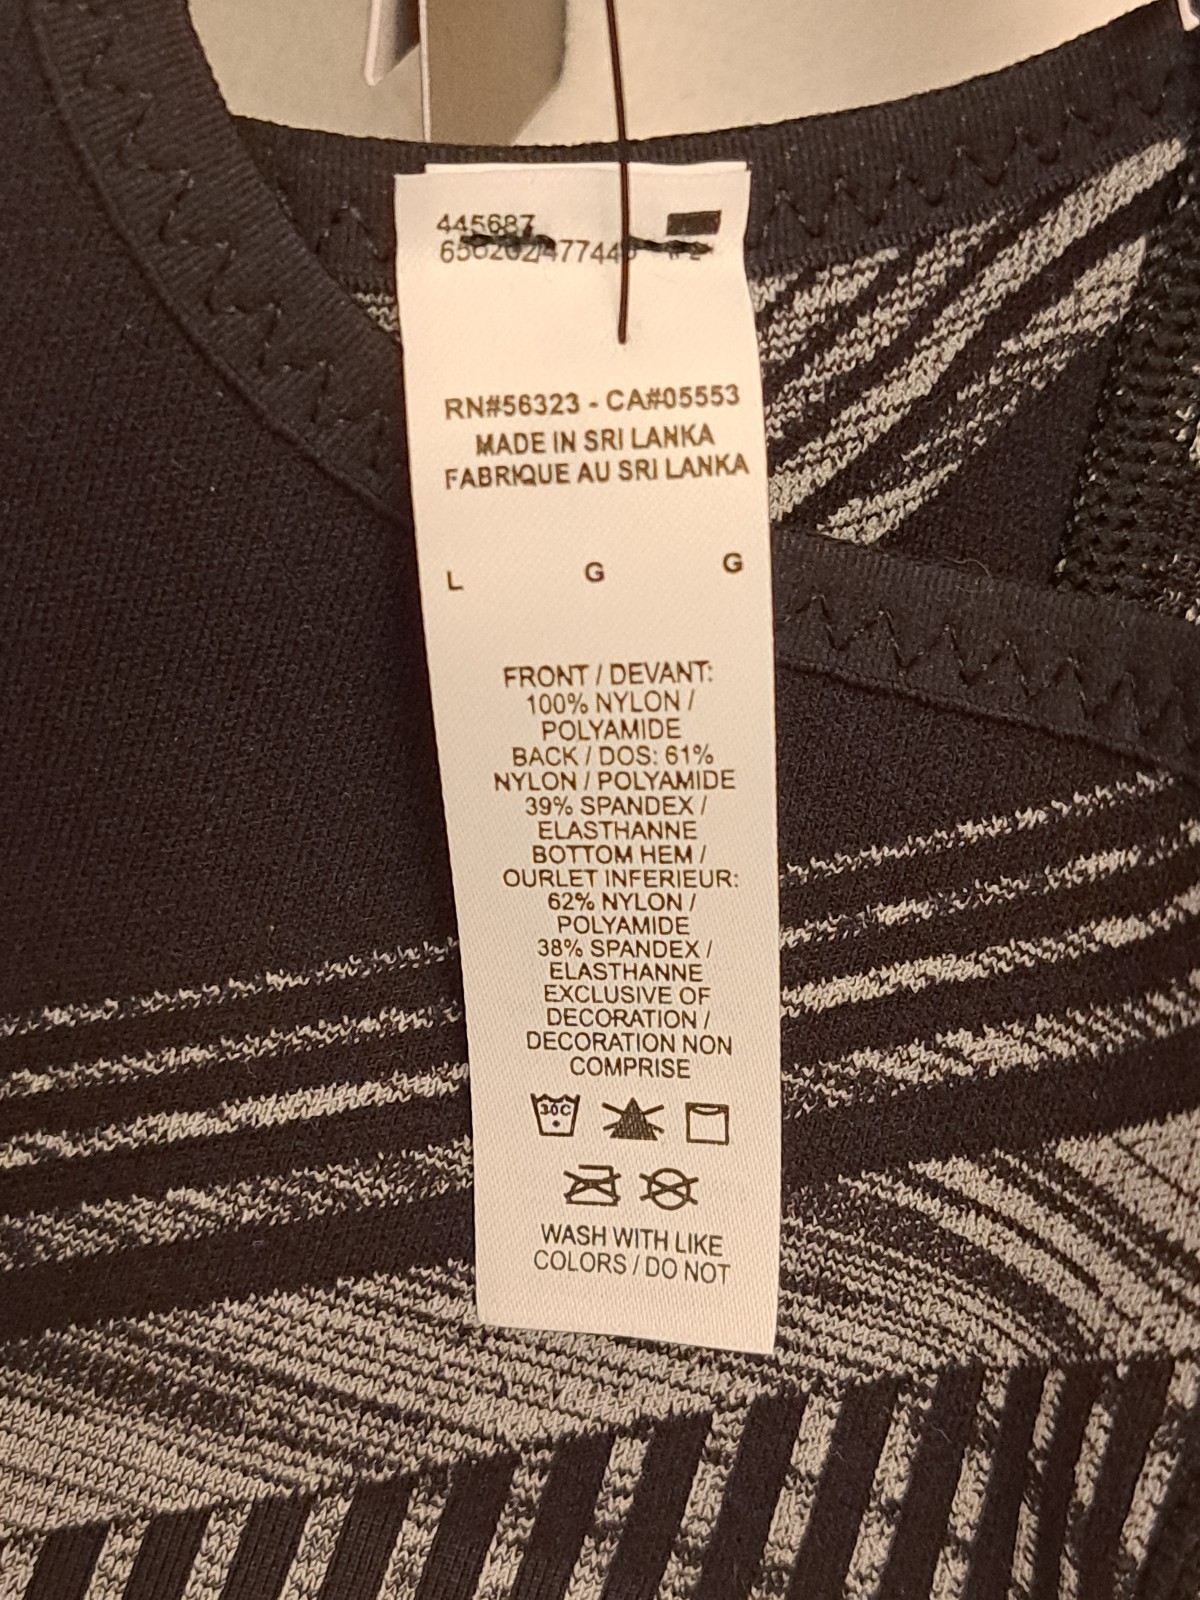 445687
RN#56323 - CA#05553
MADE IN SRI LANKA
FABRIQUE AU SRI LANKA
L G G
FRONT / DEVANT:
100% NYLON /
POLYAMIDE
BACK / DOS: 61%
NYLON / POLYAMIDE
39% SPANDEX /
ELASTHANNE
BOTTOM HEM /
OURLET INFERIEUR:
62% NYLON /
POLYAMIDE
38% SPANDEX /
ELASTHANNE
EXCLUSIVE OF
DECORATION /
DECORATION NON
COMPRISE
30C
WASH WITH LIKE
COLORS / DO NOT